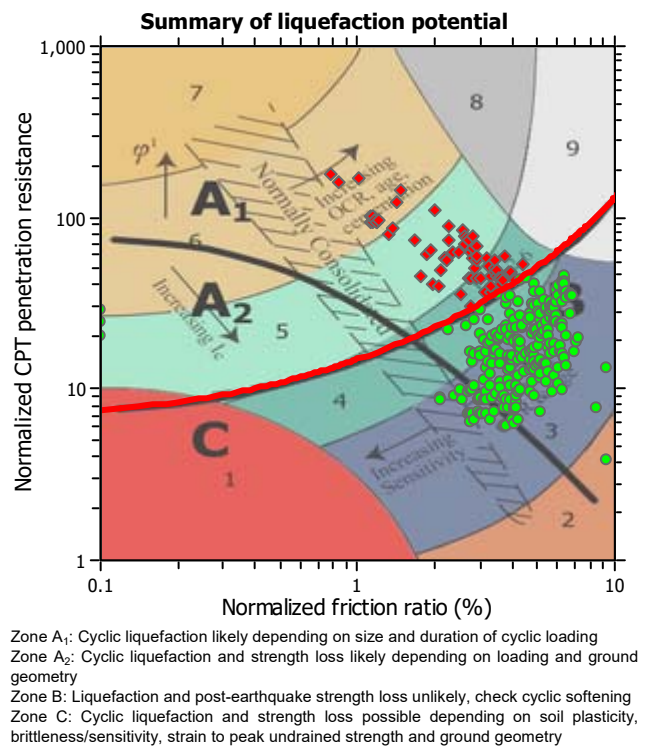 Summary of liquefaction potential
1,000
100
10
1
Normalized CPT penetration resistance
7
8
9
φ'
A1
Increasing
OCR, age,
cementation
Normally Consolidated
6
A2
Increasing Ic
5
4
B
C
1
Increasing
Sensitivity
3
2
0.1
1
10
Normalized friction ratio (%)
Zone A1: Cyclic liquefaction likely depending on size and duration of cyclic loading
Zone A2: Cyclic liquefaction and strength loss likely depending on loading and ground
geometry
Zone B: Liquefaction and post-earthquake strength loss unlikely, check cyclic softening
Zone C: Cyclic liquefaction and strength loss possible depending on soil plasticity,
brittleness/sensitivity, strain to peak undrained strength and ground geometry